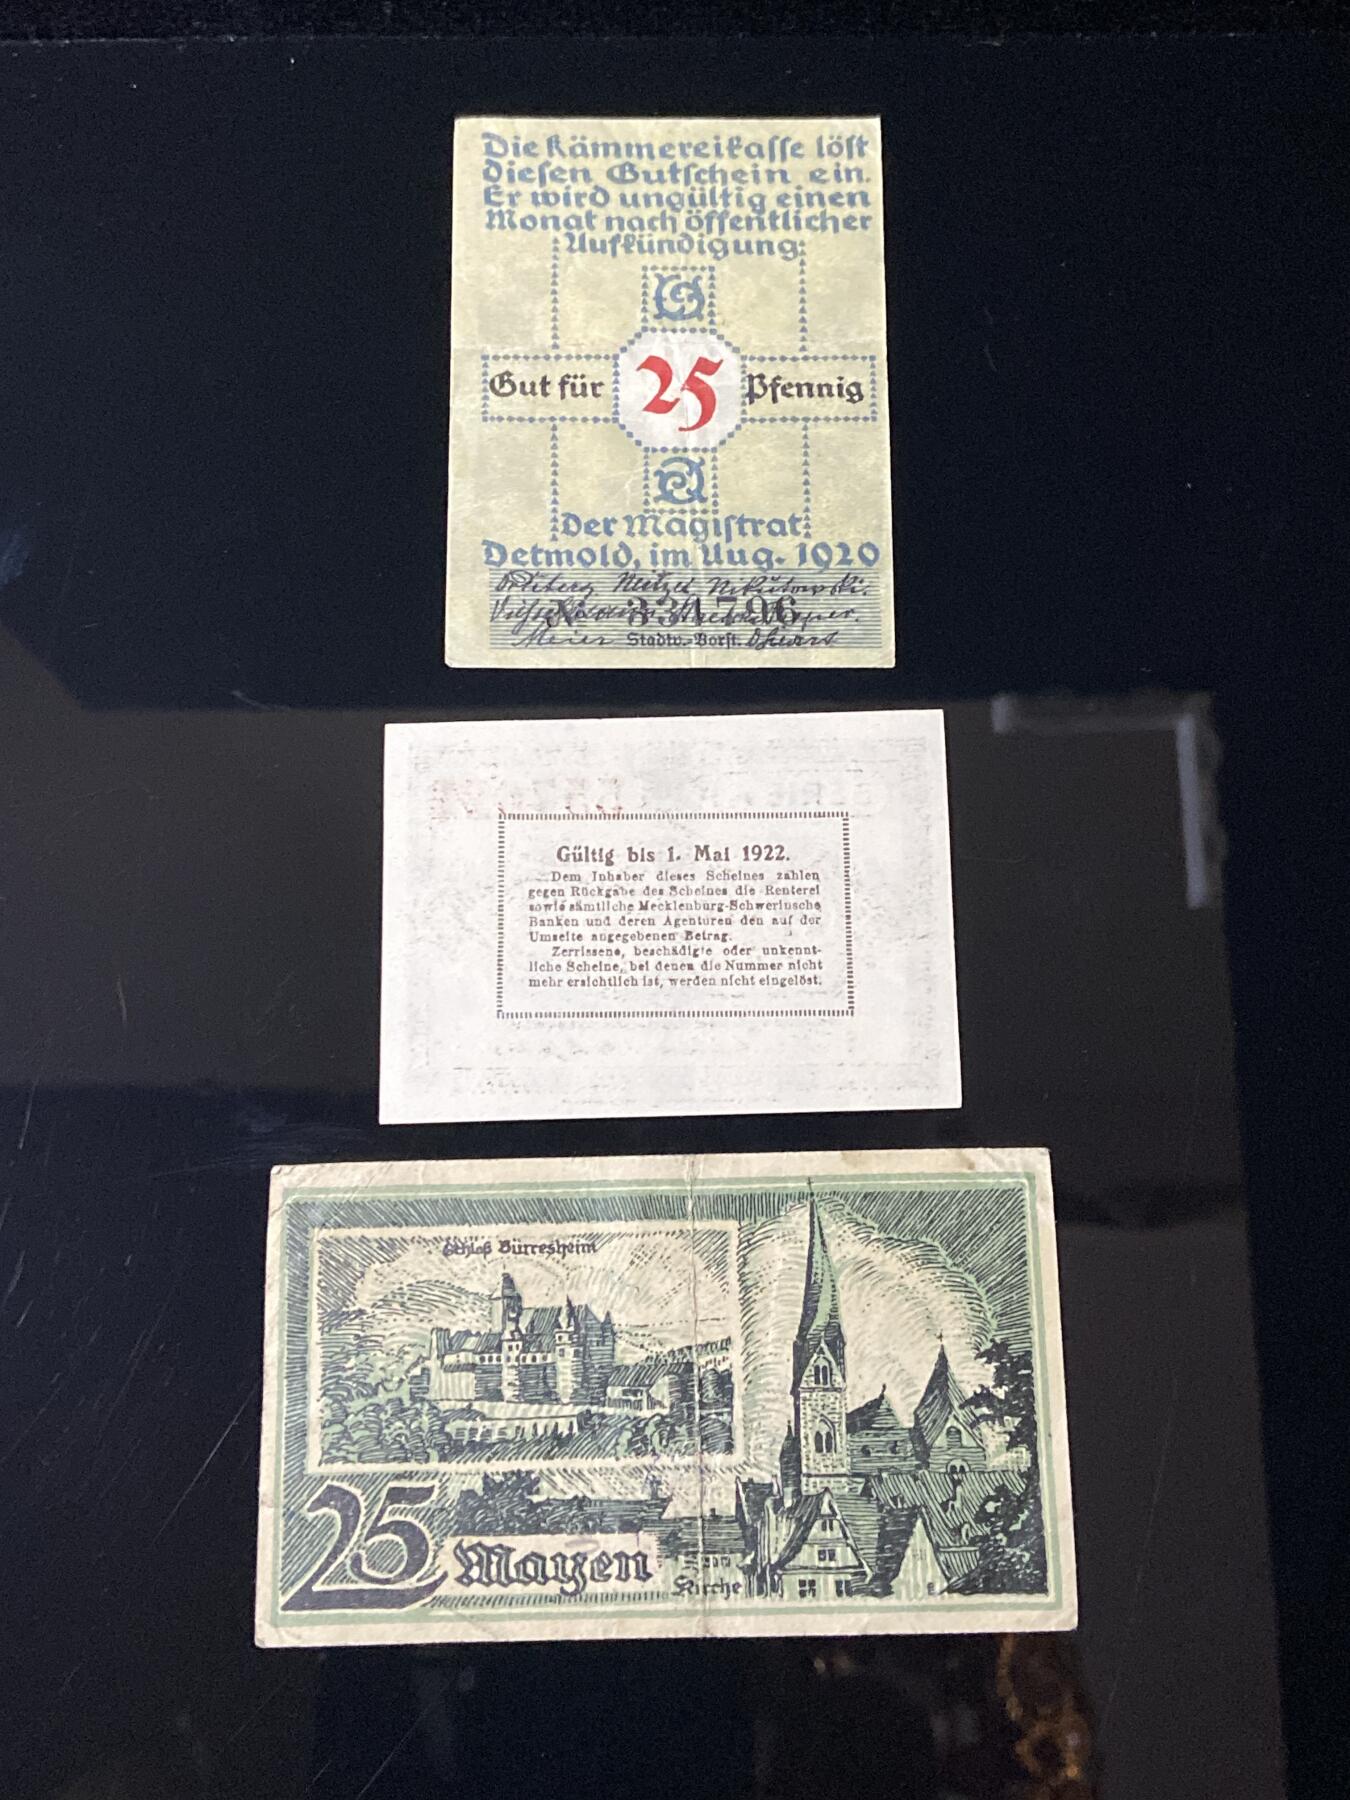 Die Kämmereikasse löst
diesen Gutschein ein.
Er wird ungültig einen
Monat nach öffentlicher
Aufkündigung:
G
Gut für 25 Pfennig
Der Magistrat:
Detmold, im Aug. 1920
No 331796
Meier Stadtv.-Vorst.
Gültig bis 1. Mai 1922.
Dem Inhaber dieses Scheines zahlen
gegen Rückgabe des Scheines die Renterei
sowie sämtliche Mecklenburg-Schwerinsche
Banken und deren Agenturen den auf der
Umseite angegebenen Betrag.
Zerrissene, beschädigte oder unkennt-
liche Scheine, bei denen die Nummer nicht
mehr ersichtlich ist, werden nicht eingelöst.
Schloß Bürresheim
25 Mayen
Kirche